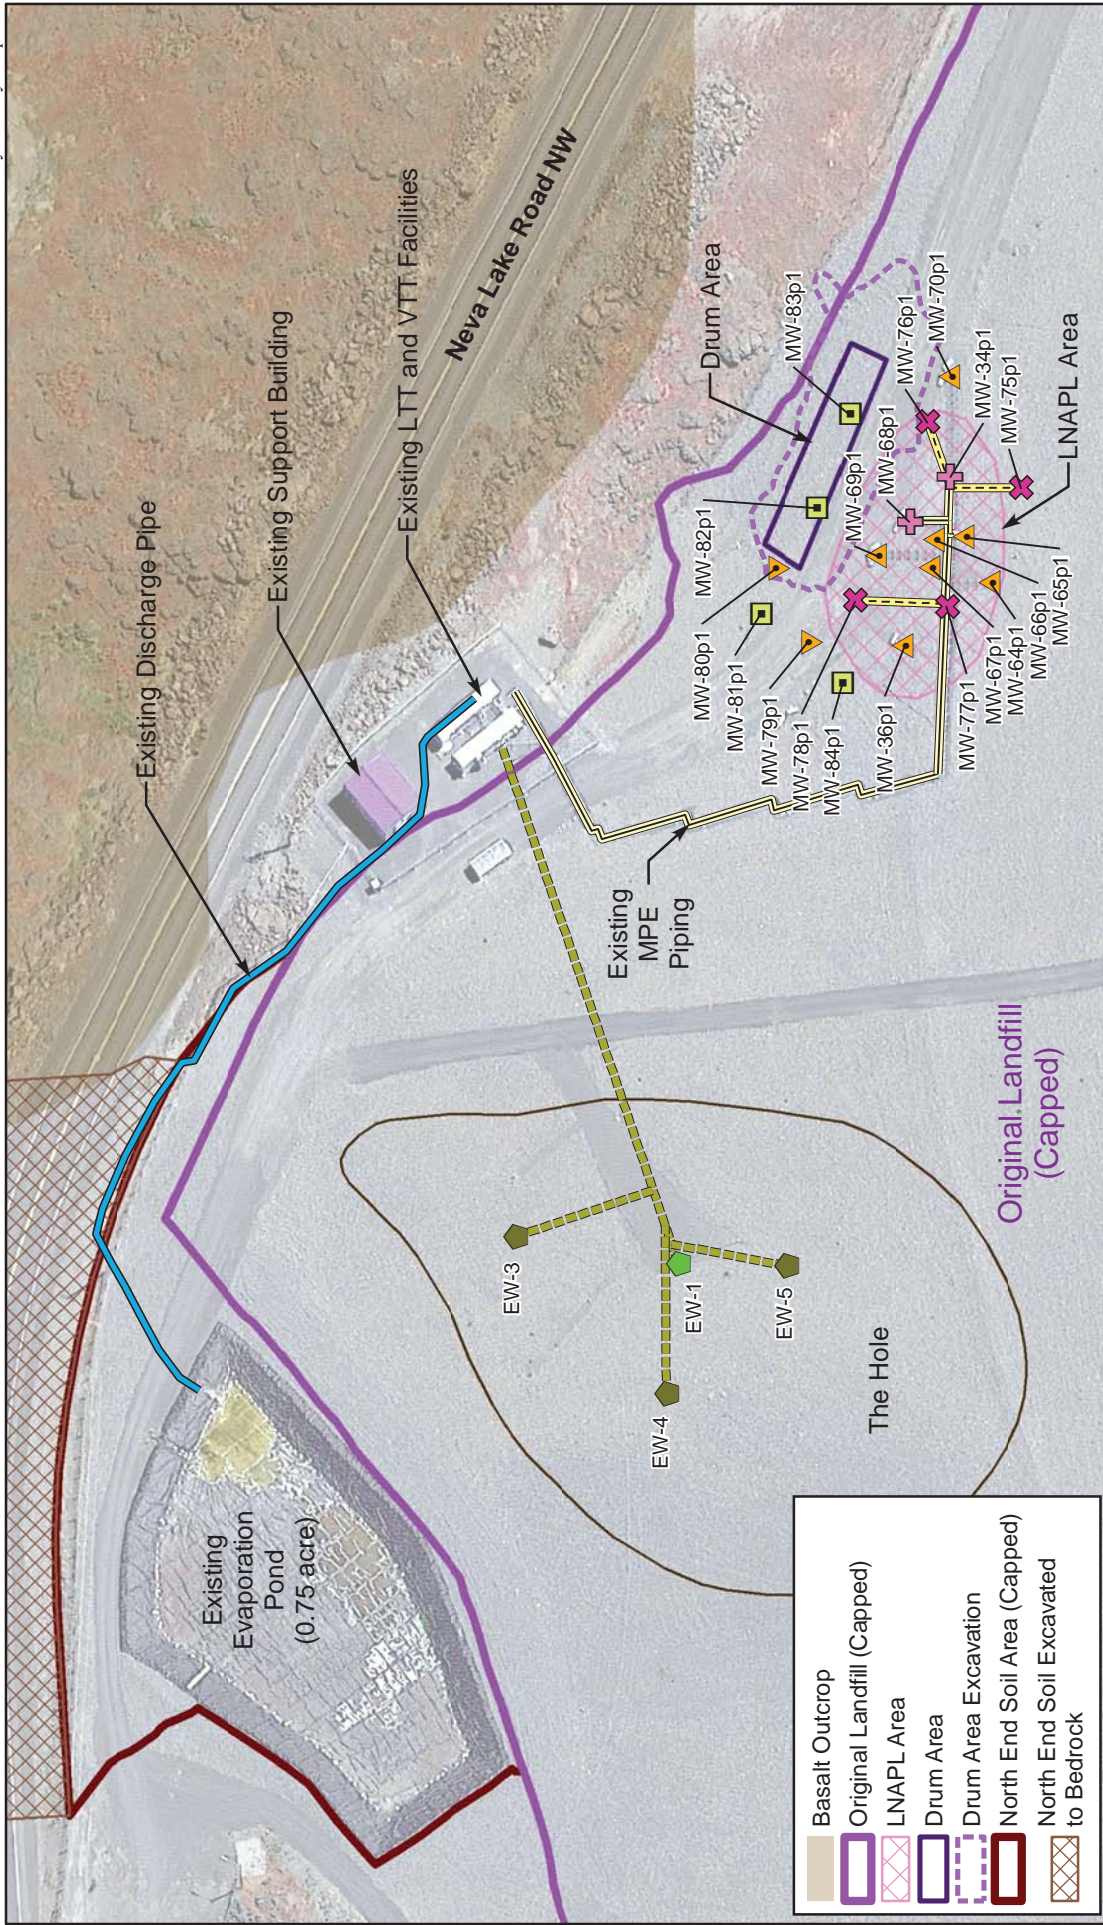 Existing Discharge Pipe
Existing Support Building
Existing LTT and VTT Facilities
Neva Lake Road NW
Drum Area
Existing
Evaporation
Pond
(0.75 acre)
EW-3
EW-4
EW-1
EW-5
The Hole
Existing
MPE
Piping
Original Landfill
(Capped)
MW-83p1
MW-82p1
MW-80p1
MW-81p1
MW-79p1
MW-78p1
MW-84p1
MW-36p1
MW-69p1
MW-68p1
MW-76p1
MW-70p1
MW-34p1
MW-75p1
LNAPL Area
MW-77p1
MW-67p1
MW-64p1
MW-66p1
MW-65p1
Basalt Outcrop
Original Landfill (Capped)
LNAPL Area
Drum Area
Drum Area Excavation
North End Soil Area (Capped)
North End Soil Excavated
to Bedrock